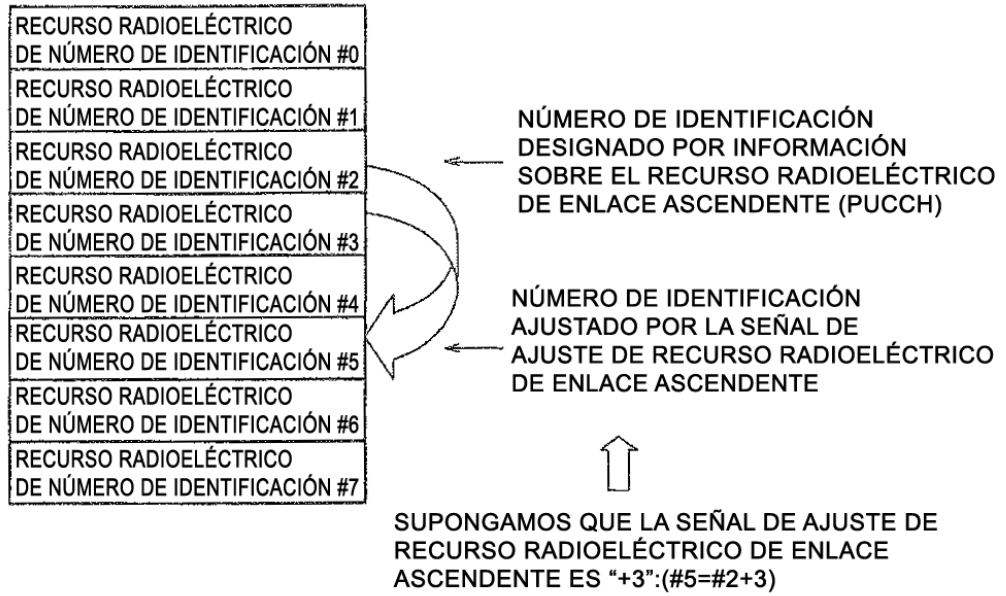 RECURSO RADIOELÉCTRICO
DE NÚMERO DE IDENTIFICACIÓN #0
RECURSO RADIOELÉCTRICO
DE NÚMERO DE IDENTIFICACIÓN #1
RECURSO RADIOELÉCTRICO
DE NÚMERO DE IDENTIFICACIÓN #2
RECURSO RADIOELÉCTRICO
DE NÚMERO DE IDENTIFICACIÓN #3
RECURSO RADIOELÉCTRICO
DE NÚMERO DE IDENTIFICACIÓN #4
RECURSO RADIOELÉCTRICO
DE NÚMERO DE IDENTIFICACIÓN #5
RECURSO RADIOELÉCTRICO
DE NÚMERO DE IDENTIFICACIÓN #6
RECURSO RADIOELÉCTRICO
DE NÚMERO DE IDENTIFICACIÓN #7
NÚMERO DE IDENTIFICACIÓN
DESIGNADO POR INFORMACIÓN
SOBRE EL RECURSO RADIOELÉCTRICO
DE ENLACE ASCENDENTE (PUCCH)
NÚMERO DE IDENTIFICACIÓN
AJUSTADO POR LA SEÑAL DE
AJUSTE DE RECURSO RADIOELÉCTRICO
DE ENLACE ASCENDENTE
SUPONGAMOS QUE LA SEÑAL DE AJUSTE DE
RECURSO RADIOELÉCTRICO DE ENLACE
ASCENDENTE ES “+3”:(#5=#2+3)